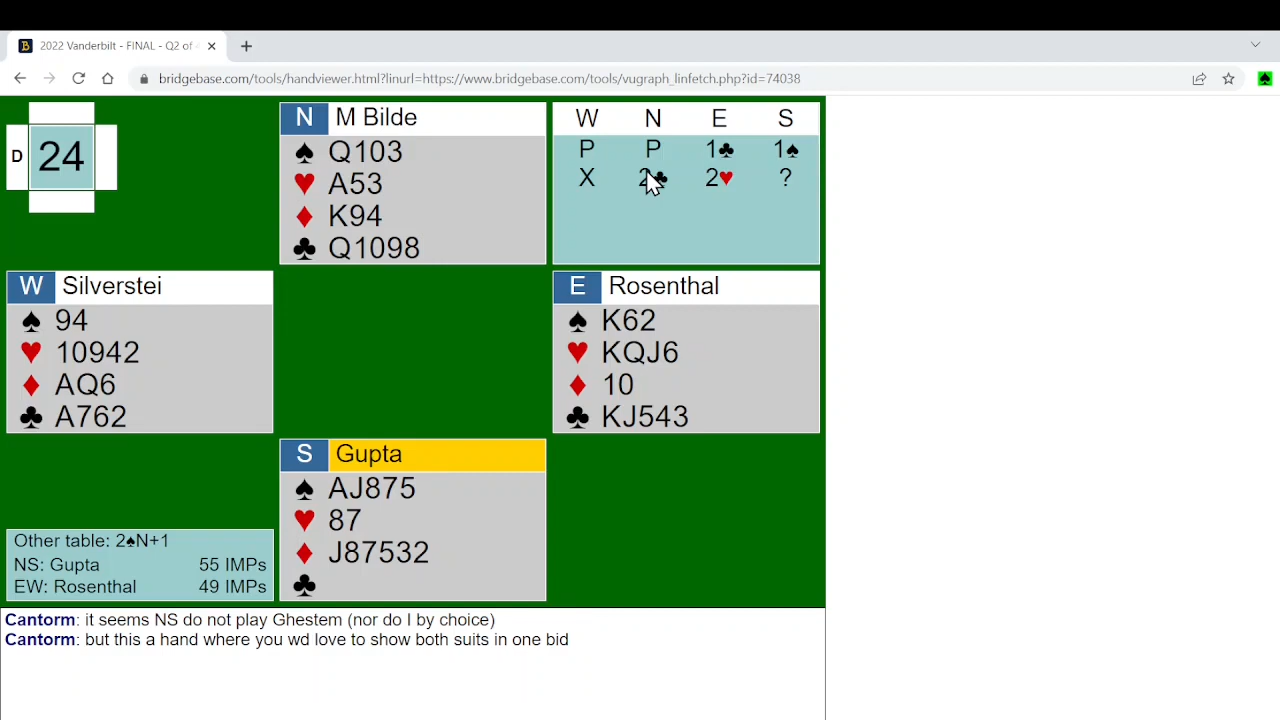 2022 Vanderbilt - FINAL - Q2 of
bridgebase.com/tools/handviewer.html?linurl=https://www.bridgebase.com/tools/vugraph_linfetch.php?id=74038
D 24
N M Bilde
♠ Q103
♥ A53
♦ K94
♣ Q1098
W N E S
P P 1♣ 1♠
X 2♣ 2♥ ?
W Silverstei
♠ 94
♥ 10942
♦ AQ6
♣ A762
E Rosenthal
♠ K62
♥ KQJ6
♦ 10
♣ KJ543
S Gupta
♠ AJ875
♥ 87
♦ J87532
♣
Other table: 2♠N+1
NS: Gupta 55 IMPs
EW: Rosenthal 49 IMPs
Cantorm: it seems NS do not play Ghestem (nor do I by choice)
Cantorm: but this a hand where you wd love to show both suits in one bid